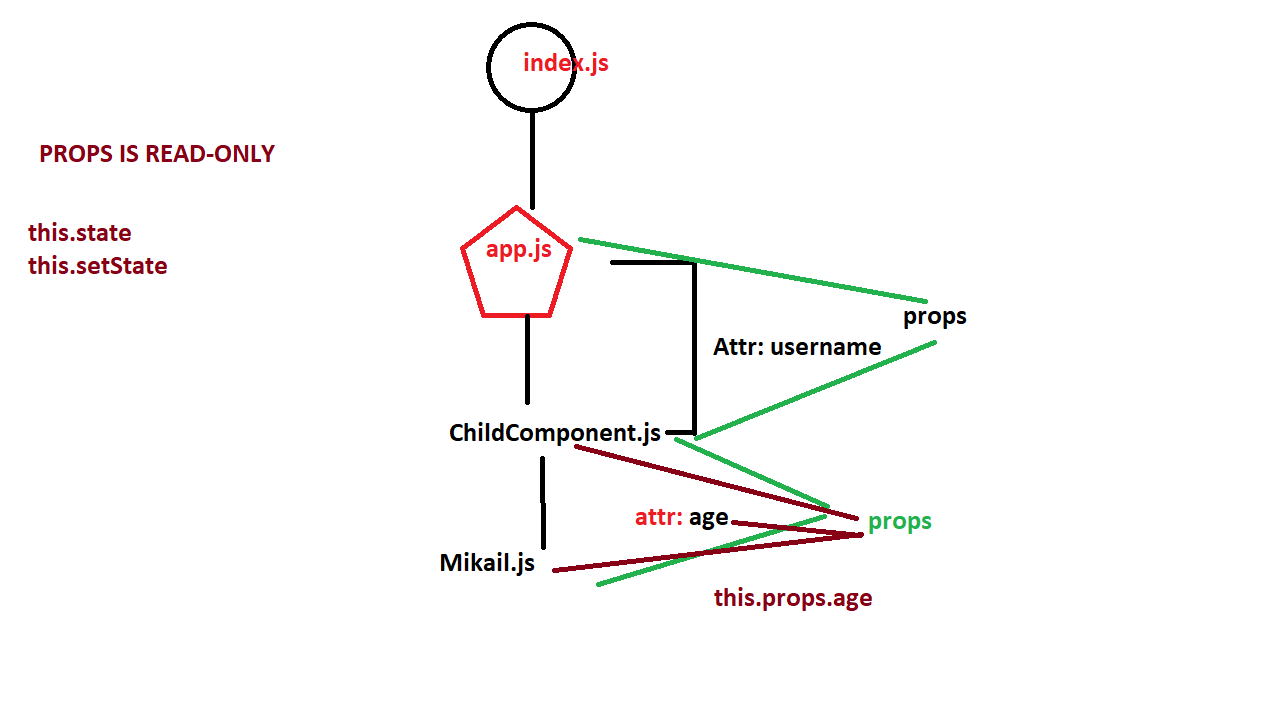 index.js
PROPS IS READ-ONLY
this.state
this.setState
app.js
props
Attr: username
ChildComponent.js
attr: age
props
Mikail.js
this.props.age